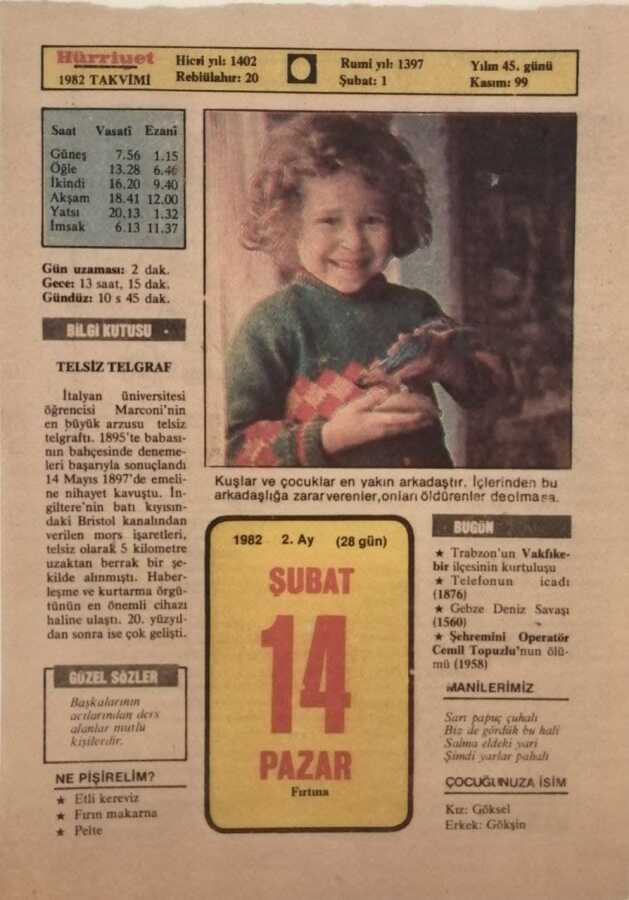 Hürriyet
1982 TAKVİMİ
Hicri yıl: 1402
Rebiülahır: 20
Rumi yıl: 1397
Şubat: 1
Yılın 45. günü
Kasım: 99
Saat Vasatî Ezanî
Güneş 7.56 1.15
Öğle 13.28 6.46
İkindi 16.20 9.40
Akşam 18.41 12.00
Yatsı 20.13 1.32
İmsak 6.13 11.37
Gün uzaması: 2 dak.
Gece: 13 saat, 15 dak.
Gündüz: 10 s 45 dak.
BİLGİ KUTUSU
TELSİZ TELGRAF
İtalyan üniversitesi
öğrencisi Marconi'nin
en büyük arzusu telsiz
telgraftı. 1895'te babası-
nın bahçesinde deneme-
leri başarıyla sonuçlandı
14 Mayıs 1897'de emeli-
ne nihayet kavuştu. İn-
giltere'nin batı kıyısın-
daki Bristol kanalından
verilen mors işaretleri,
telsiz olarak 5 kilometre
uzaktan berrak bir şe-
kilde alınmıştı. Haber-
leşme ve kurtarma örgü-
tünün en önemli cihazı
haline ulaştı. 20. yüzyıl-
dan sonra ise çok gelişti.
GÜZEL SÖZLER
Başkalarının
acılarından ders
alanlar mutlu
kişilerdir.
NE PİŞİRELİM?
★ Etli kereviz
★ Fırın makarna
★ Pelte
Kuşlar ve çocuklar en yakın arkadaştır. İçlerinden bu
arkadaşlığa zarar verenler, onları öldürenler de olmasa.
1982 2. Ay (28 gün)
ŞUBAT
14
PAZAR
Fırtına
BUGÜN
★ Trabzon'un Vakfıke-
bir ilçesinin kurtuluşu
★ Telefonun icadı
(1876)
★ Gebze Deniz Savaşı
(1560)
★ Şehremini Operatör
Cemil Topuzlu'nun ölü-
mü (1958)
MANİLERİMİZ
Sarı papuç çuhalı
Biz de gördük bu hali
Salma eldeki yari
Şimdi yarlar pahalı
ÇOCUĞUNUZA İSİM
Kız: Göksel
Erkek: Gökşin